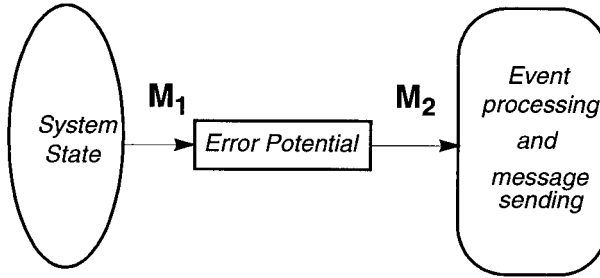 System
State
M₁
Error Potential
M₂
Event
processing
and
message
sending